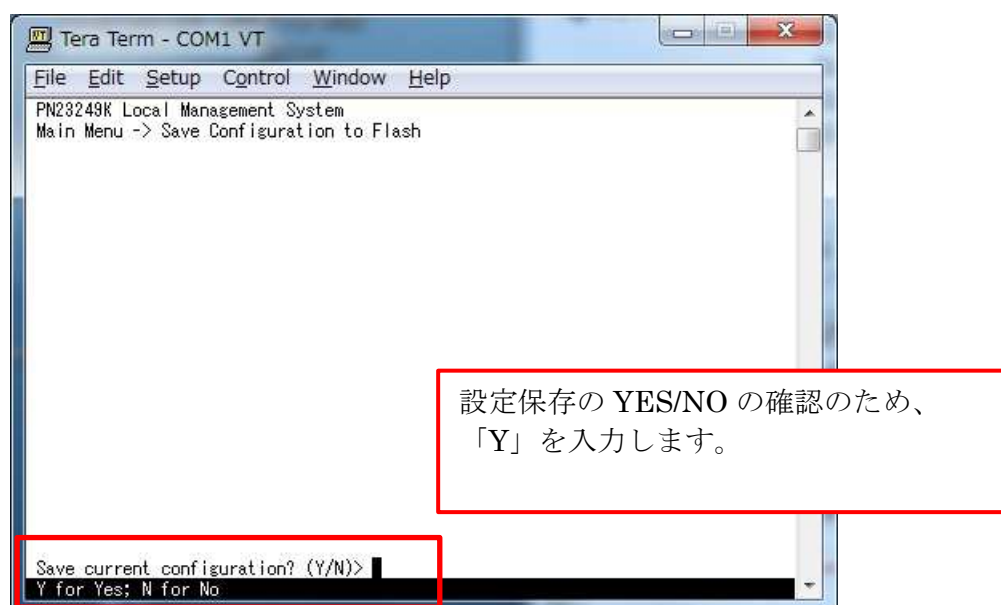 Tera Term - COM1 VT
File Edit Setup Control Window Help
PN23249K Local Management System
Main Menu -> Save Configuration to Flash
設定保存の YES/NO の確認のため、
「Y」を入力します。
Save current configuration? (Y/N)>
Y for Yes; N for No